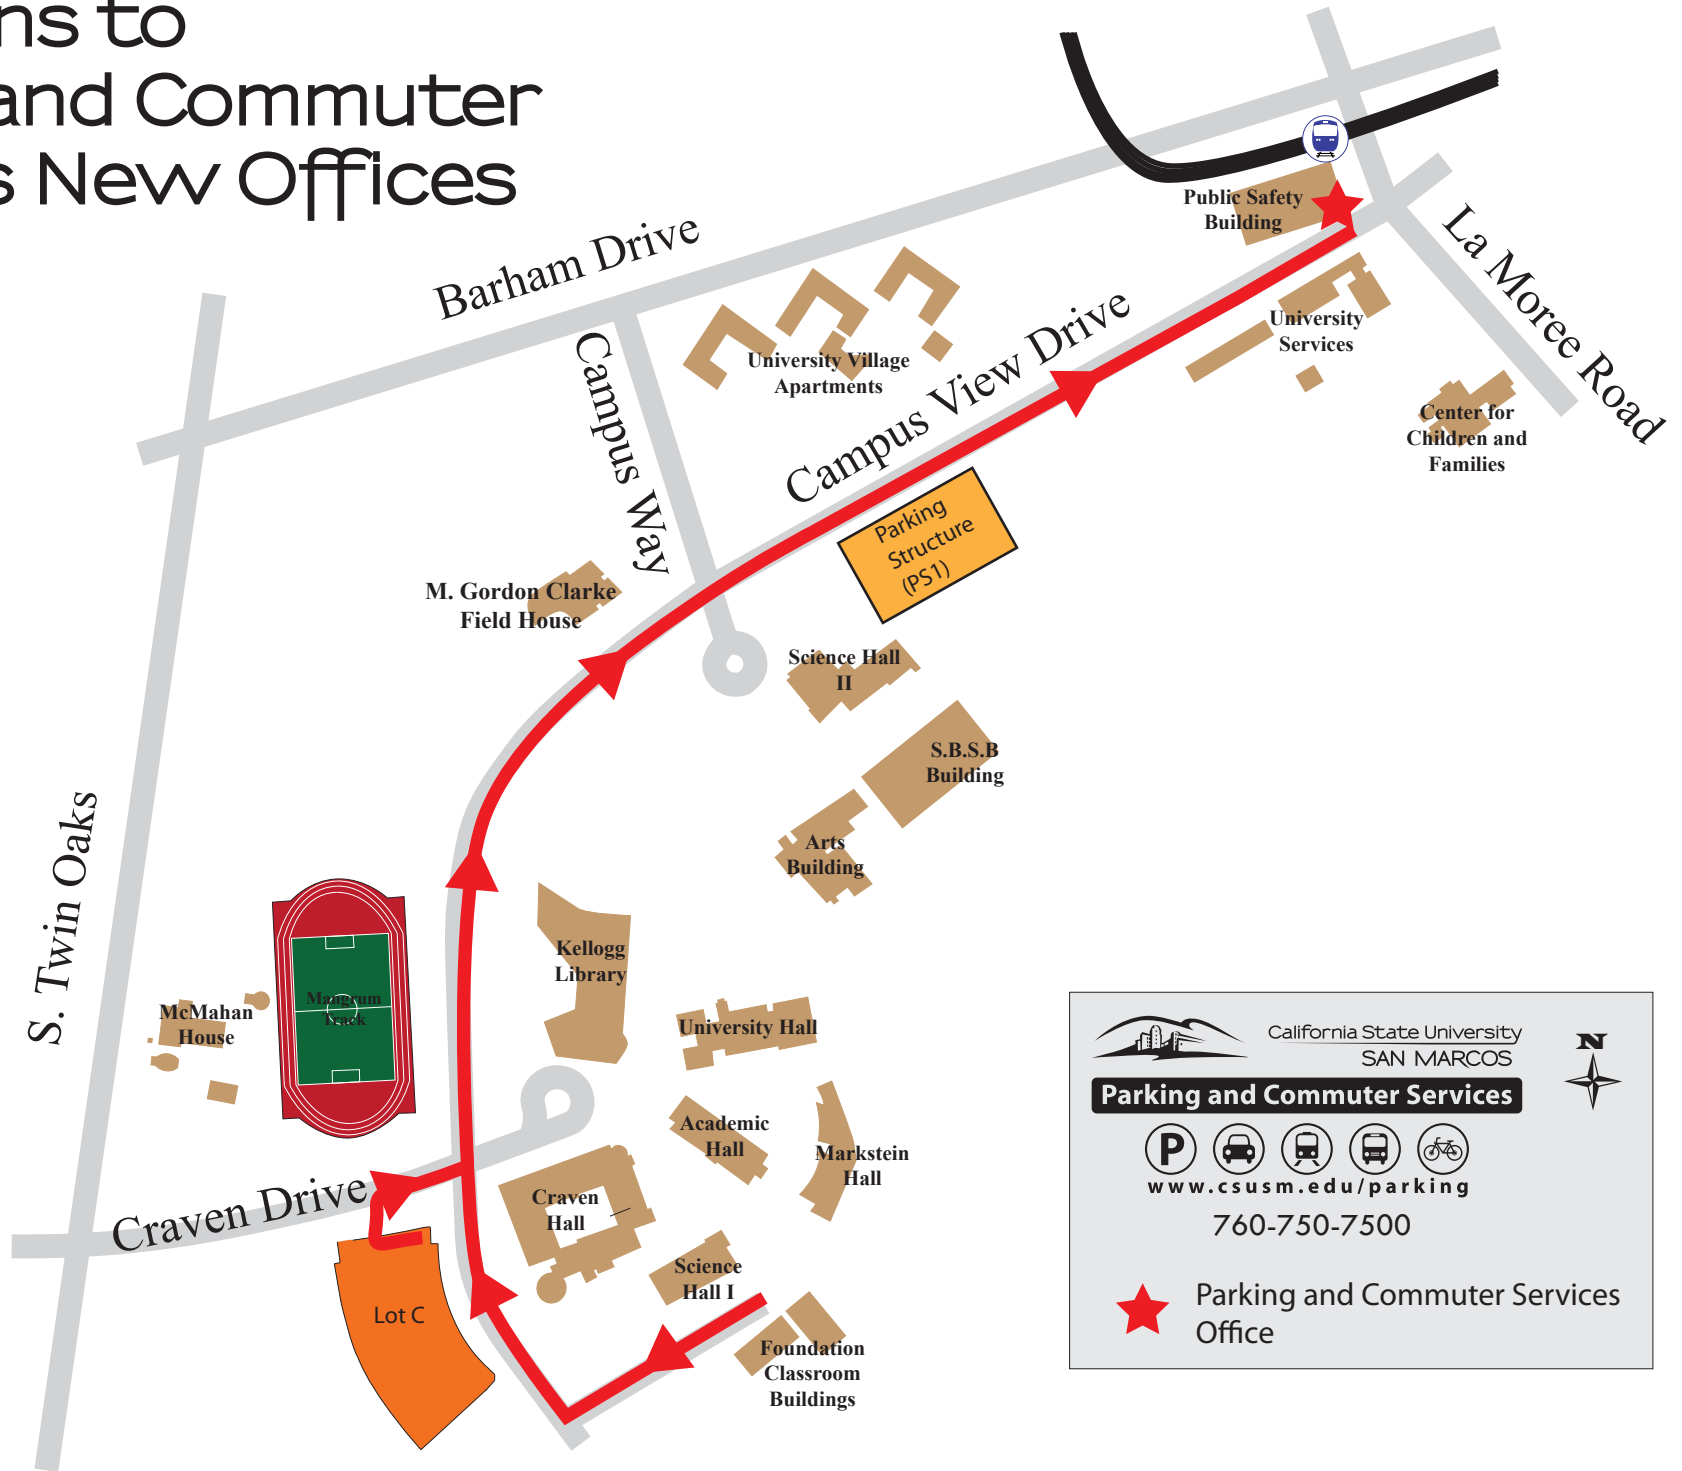 ns to
and Commuter
s New Offices
Barham Drive
Public Safety
Building
La Moree Road
Campus Way
University Village
Apartments
Campus View Drive
University
Services
Center for
Children and
Families
Parking
Structure
(PS1)
M. Gordon Clarke
Field House
Science Hall
II
S.B.S.B
Building
Arts
Building
S. Twin Oaks
Kellogg
Library
Mangrum
Track
McMahan
House
University Hall
Academic
Hall
Markstein
Hall
Craven Drive
Craven
Hall
Science
Hall I
Lot C
Foundation
Classroom
Buildings
California State University
SAN MARCOS
N
Parking and Commuter Services
P
www.csusm.edu/parking
760-750-7500
Parking and Commuter Services
Office